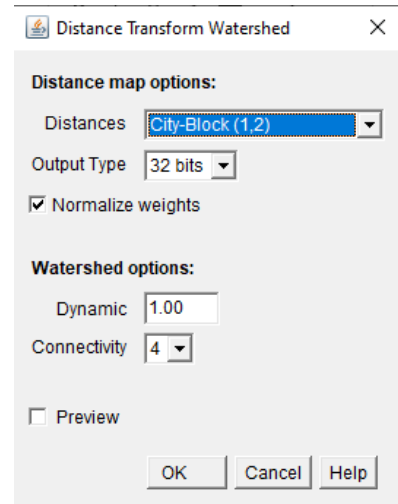 Distance Transform Watershed
Distance map options:
Distances City-Block (1,2)
Output Type 32 bits
Normalize weights
Watershed options:
Dynamic 1.00
Connectivity 4
Preview
OK Cancel Help